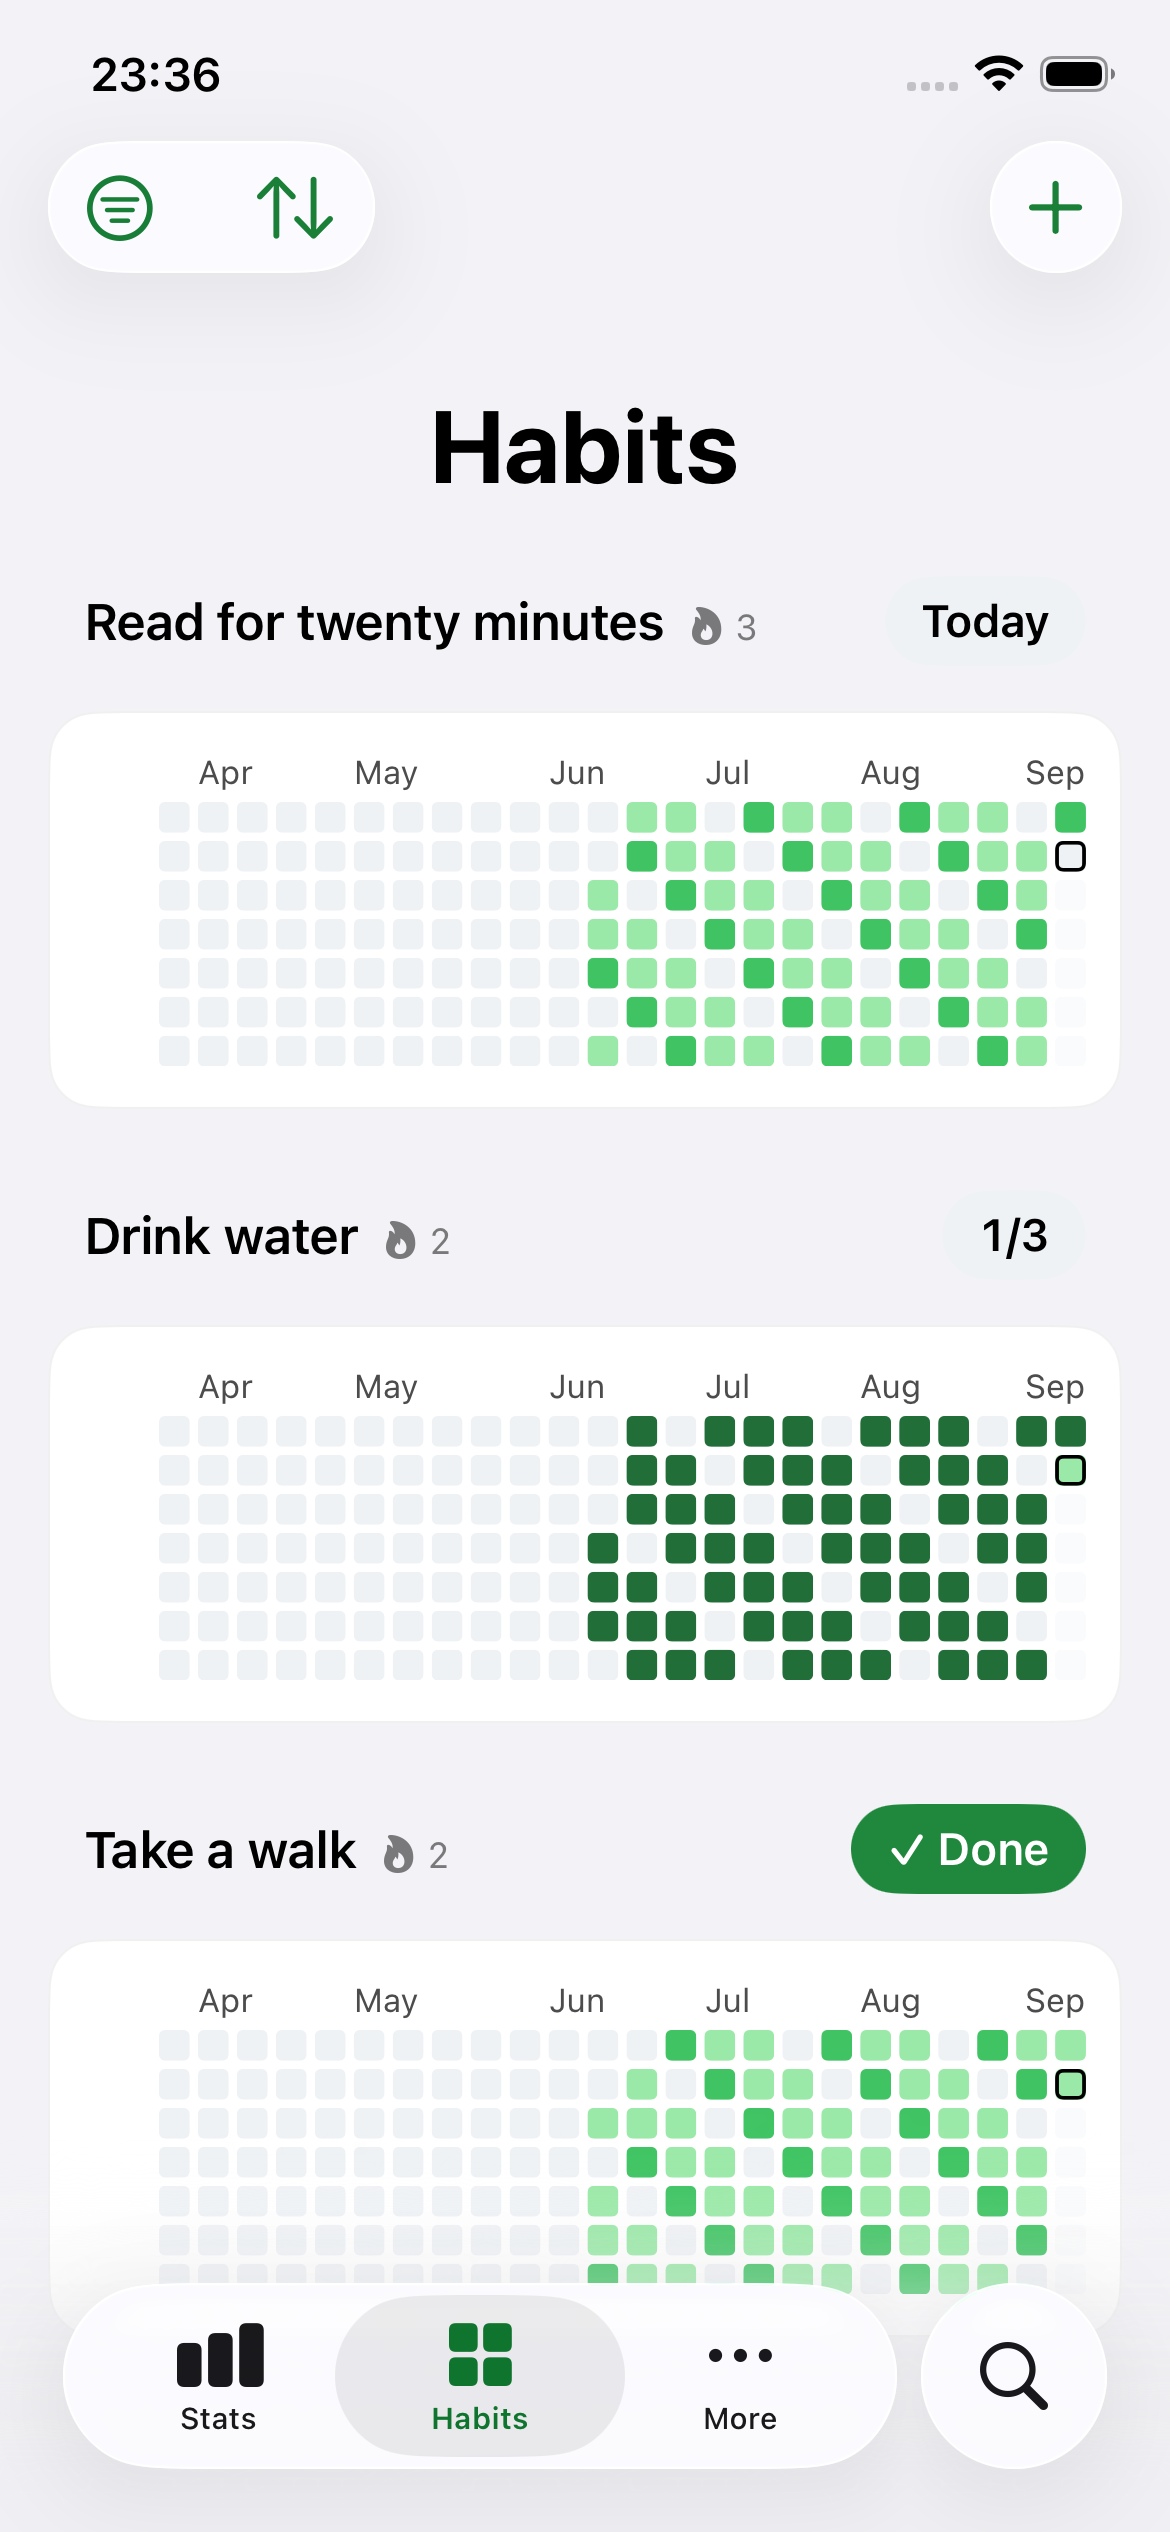 23:36
Habits
Read for twenty minutes 3 Today
Apr May Jun Jul Aug Sep
Drink water 2 1/3
Apr May Jun Jul Aug Sep
Take a walk 2 ✓ Done
Apr May Jun Jul Aug Sep
Stats Habits More